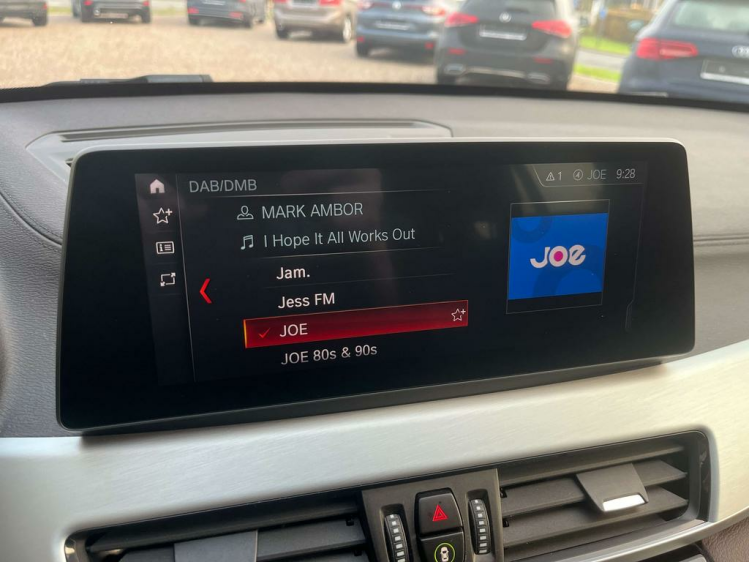 DAB/DMB
1 JOE 9:28
MARK AMBOR
I Hope It All Works Out
Jam.
Jess FM
JOE
JOE 80s & 90s
JOE